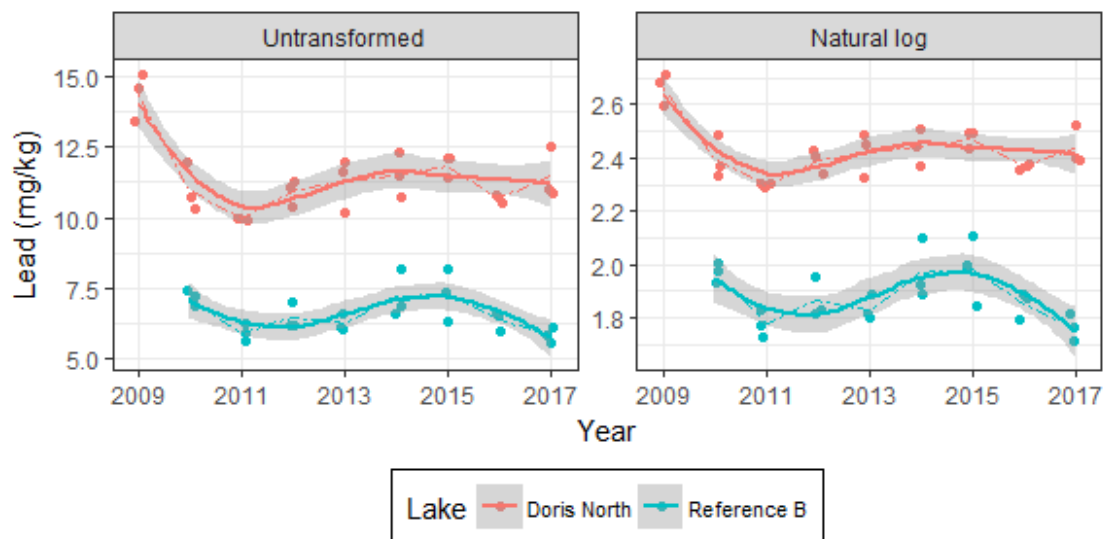 Untransformed Natural log
15.0
12.5
10.0
7.5
5.0
2.6
2.4
2.2
2.0
1.8
Lead (mg/kg)
2009 2011 2013 2015 2017 2009 2011 2013 2015 2017
Year
Lake Doris North Reference B